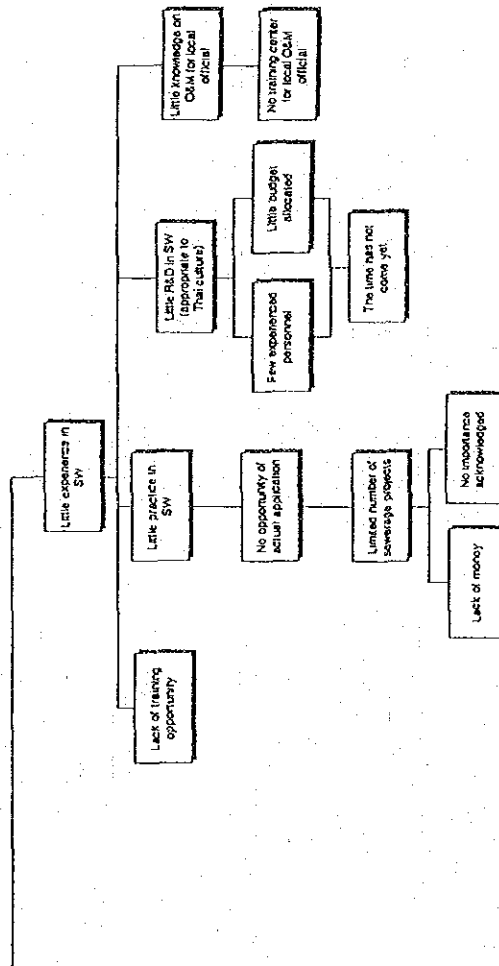 Little experience in
SW
Lack of training
opportunity
Little practice in
SW
Little R&D in SW
(appropriate to
Thai culture)
Little knowledge on
O&M for local
official
No opportunity of
actual application
Few experienced
personnel
Little budget
allocated
No training center
for local O&M
official
Limited number of
sewerage projects
The time has not
come yet
Lack of money
No importance
acknowledged